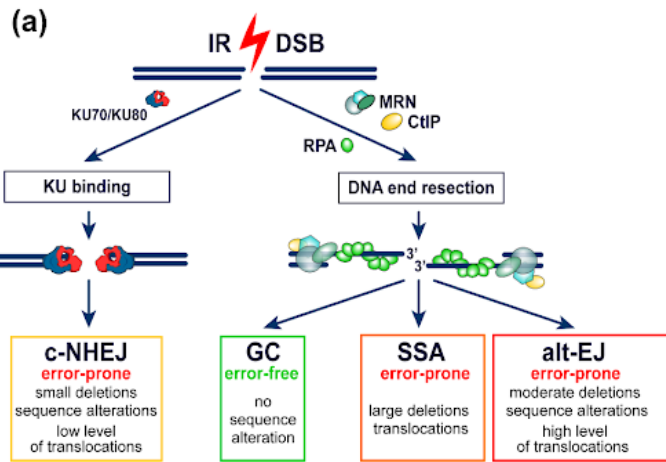 (a)
IR DSB
KU70/KU80
MRN
CtIP
RPA
KU binding
DNA end resection
3'
3'
c-NHEJ
error-prone
small deletions
sequence alterations
low level
of translocations
GC
error-free
no
sequence
alteration
SSA
error-prone
large deletions
translocations
alt-EJ
error-prone
moderate deletions
sequence alterations
high level
of translocations